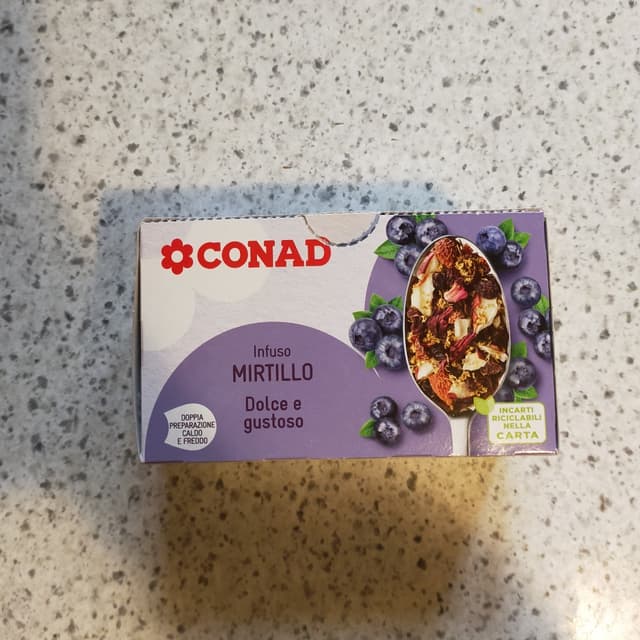 CONAD
Infuso
MIRTILLO
Dolce e
gustoso
DOPPIA
PREPARAZIONE
CALDO
E FREDDO
INCARTI
RICICLABILI
NELLA
CARTA